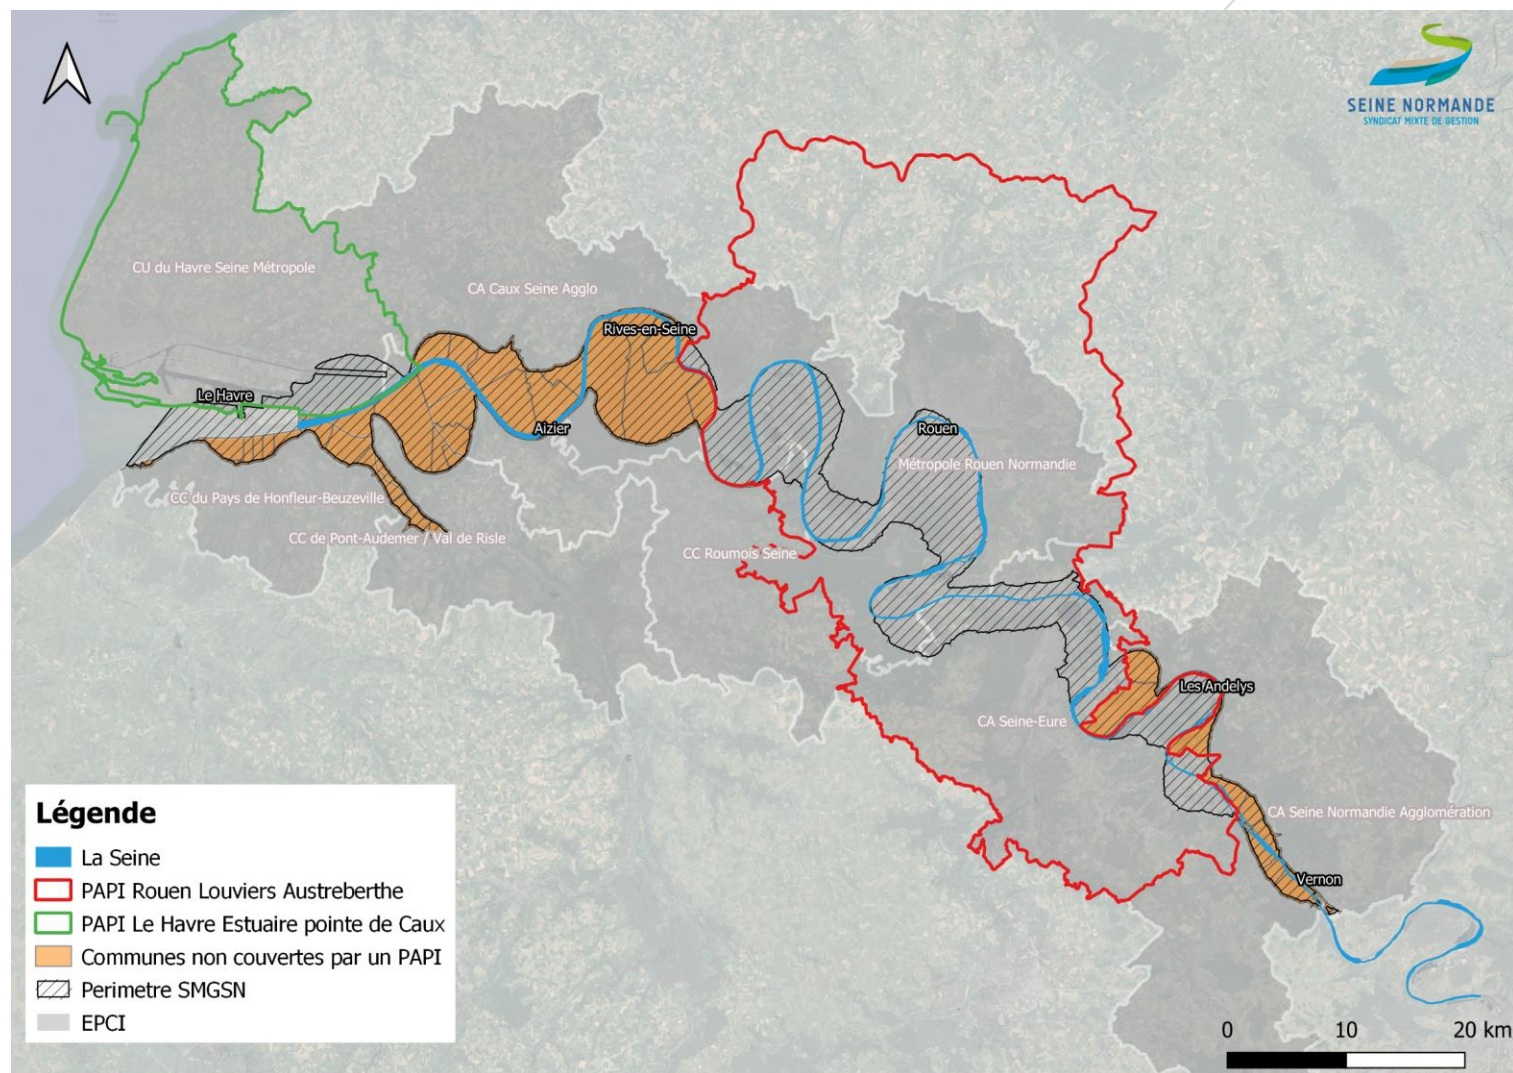 SEINE NORMANDE
SYNDICAT MIXTE DE GESTION
CU du Havre Seine Métropole
CA Caux Seine Agglo
Rives-en-Seine
Le Havre
Aizier
Rouen
Métropole Rouen Normandie
CC du Pays de Honfleur-Beuzeville
CC de Pont-Audemer / Val de Risle
CC Roumois Seine
Les Andelys
CA Seine-Eure
CA Seine Normandie Agglomération
Vernon
Légende
La Seine
PAPI Rouen Louviers Austreberthe
PAPI Le Havre Estuaire pointe de Caux
Communes non couvertes par un PAPI
Perimetre SMGSN
EPCI
0 10 20 km